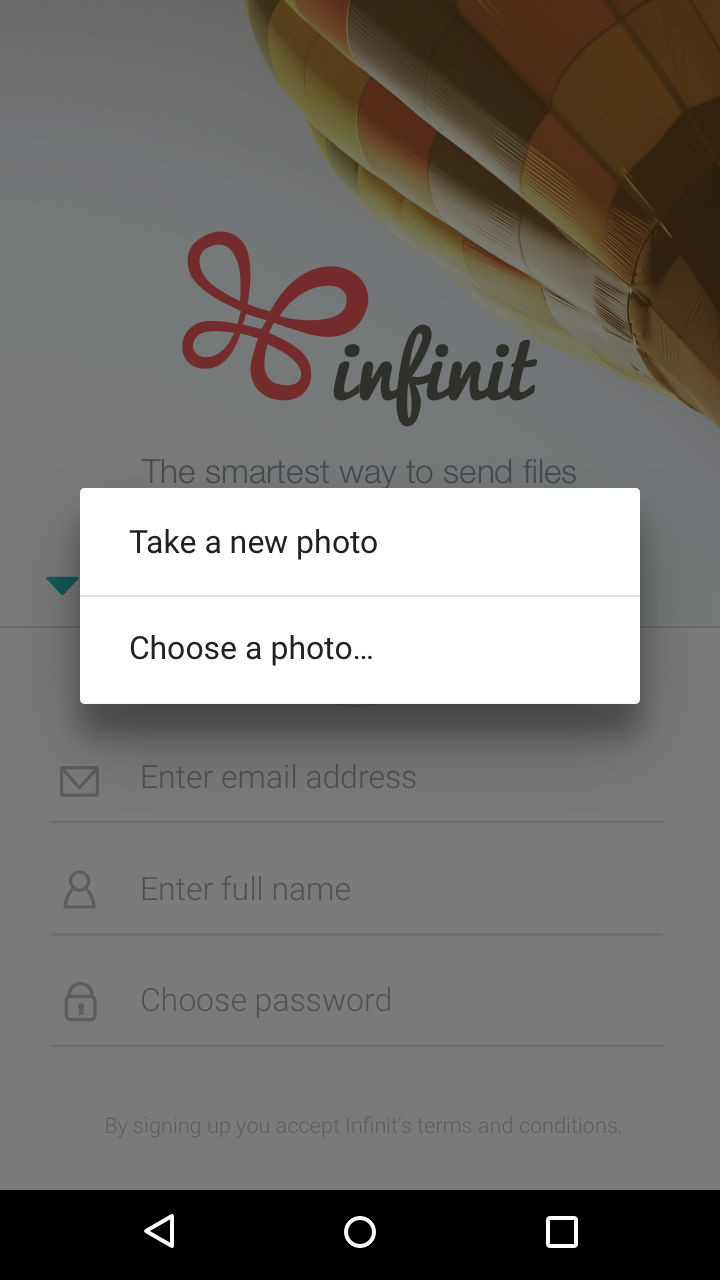 infinit
The smartest way to send files
Take a new photo
Choose a photo...
Enter email address
Enter full name
Choose password
By signing up you accept Infinit's terms and conditions.